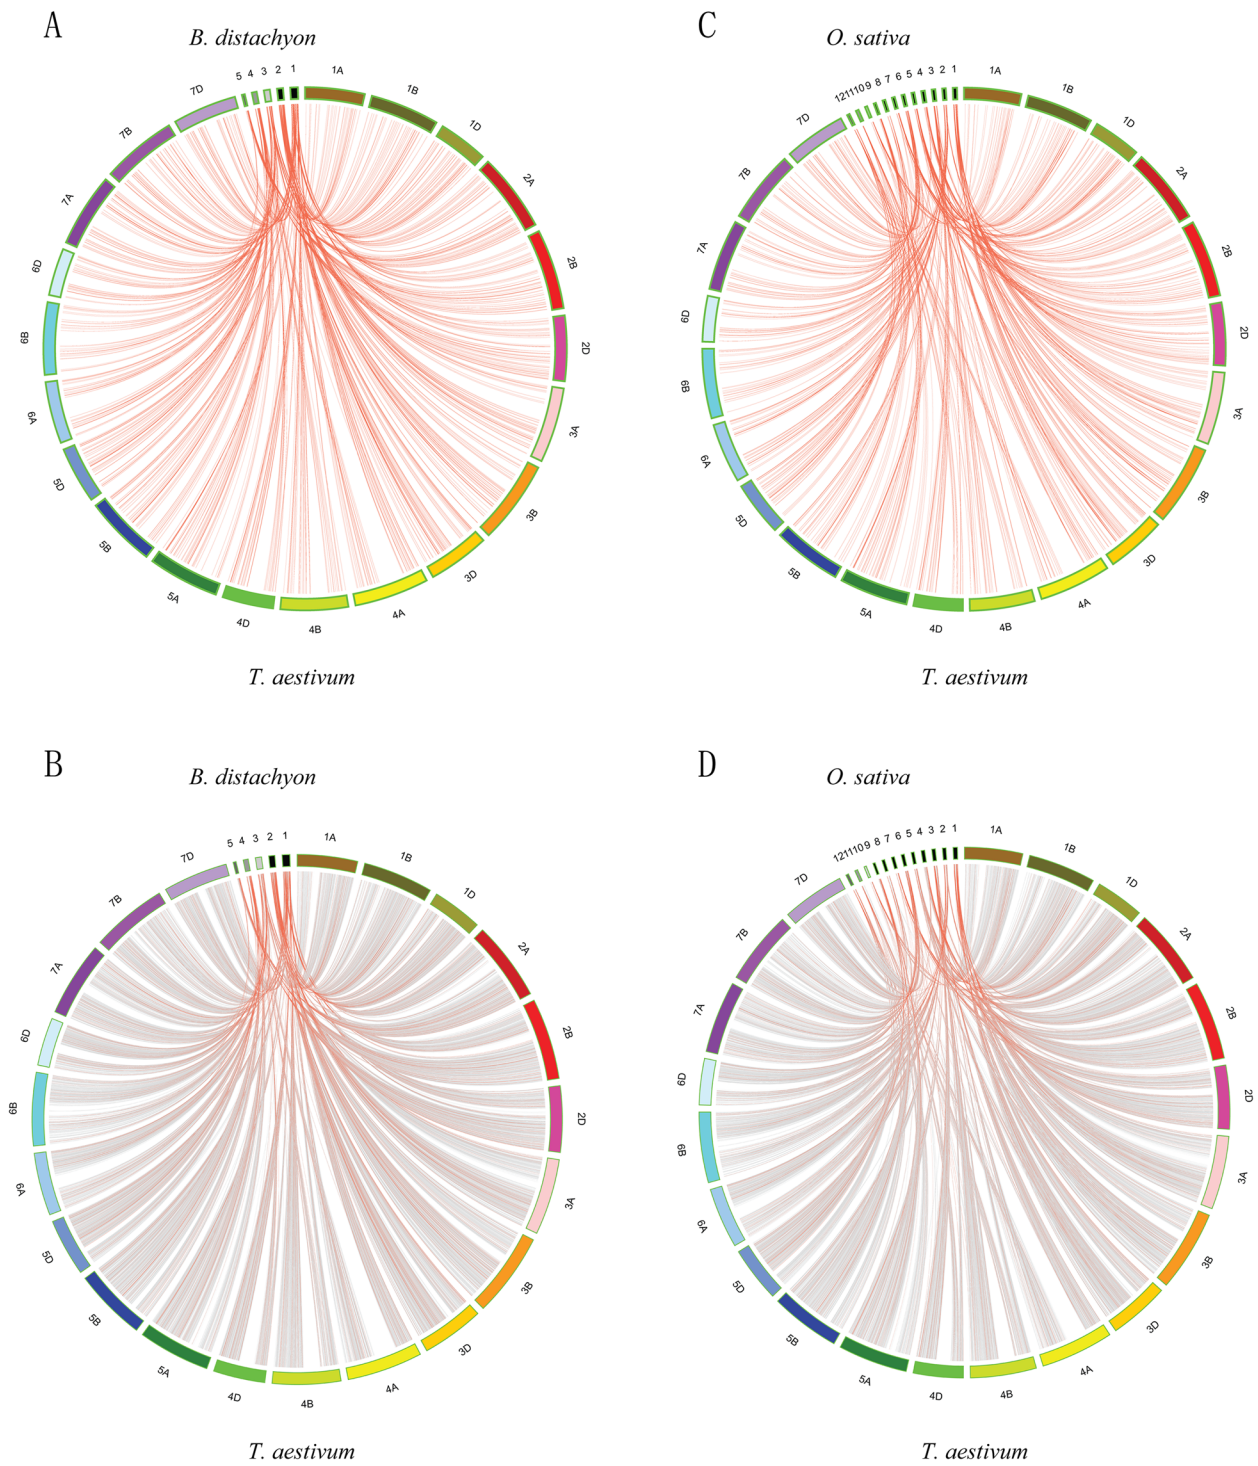 A
B. distachyon
5 4 3 2 1 1A 1B 1D 2A 2B 2D 3A 3B 3D 4A 4B 4D 5A 5B 5D 6A 6B 6D 7A 7B 7D
T. aestivum
C
O. sativa
12 11 10 9 8 7 6 5 4 3 2 1 1A 1B 1D 2A 2B 2D 3A 3B 3D 4A 4B 4D 5A 5B 5D 6A 6B 6D 7A 7B 7D
T. aestivum
B
B. distachyon
5 4 3 2 1 1A 1B 1D 2A 2B 2D 3A 3B 3D 4A 4B 4D 5A 5B 5D 6A 6B 6D 7A 7B 7D
T. aestivum
D
O. sativa
12 11 10 9 8 7 6 5 4 3 2 1 1A 1B 1D 2A 2B 2D 3A 3B 3D 4A 4B 4D 5A 5B 5D 6A 6B 6D 7A 7B 7D
T. aestivum